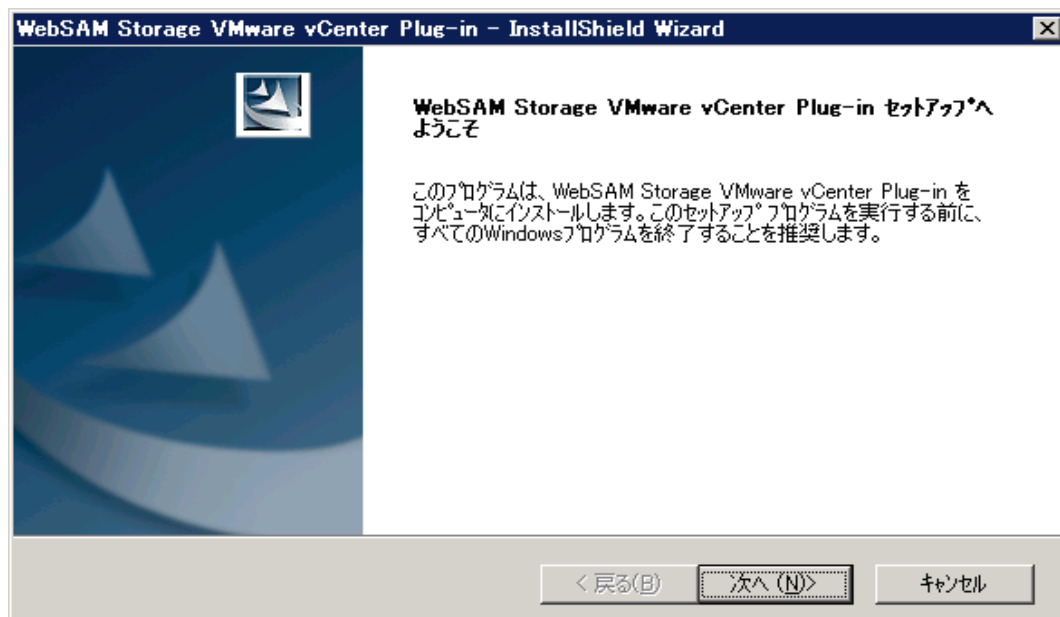 WebSAM Storage VMware vCenter Plug-in - InstallShield Wizard
WebSAM Storage VMware vCenter Plug-in ｾｯﾄｱｯﾌﾟへ
ようこそ
このﾌﾟﾛｸﾞﾗﾑは、WebSAM Storage VMware vCenter Plug-in を
ｺﾝﾋﾟｭｰﾀにｲﾝｽﾄｰﾙします。このｾｯﾄｱｯﾌﾟ ﾌﾟﾛｸﾞﾗﾑを実行する前に、
すべてのWindowsﾌﾟﾛｸﾞﾗﾑを終了することを推奨します。
< 戻る(B)
次へ (N)>
ｷｬﾝｾﾙ